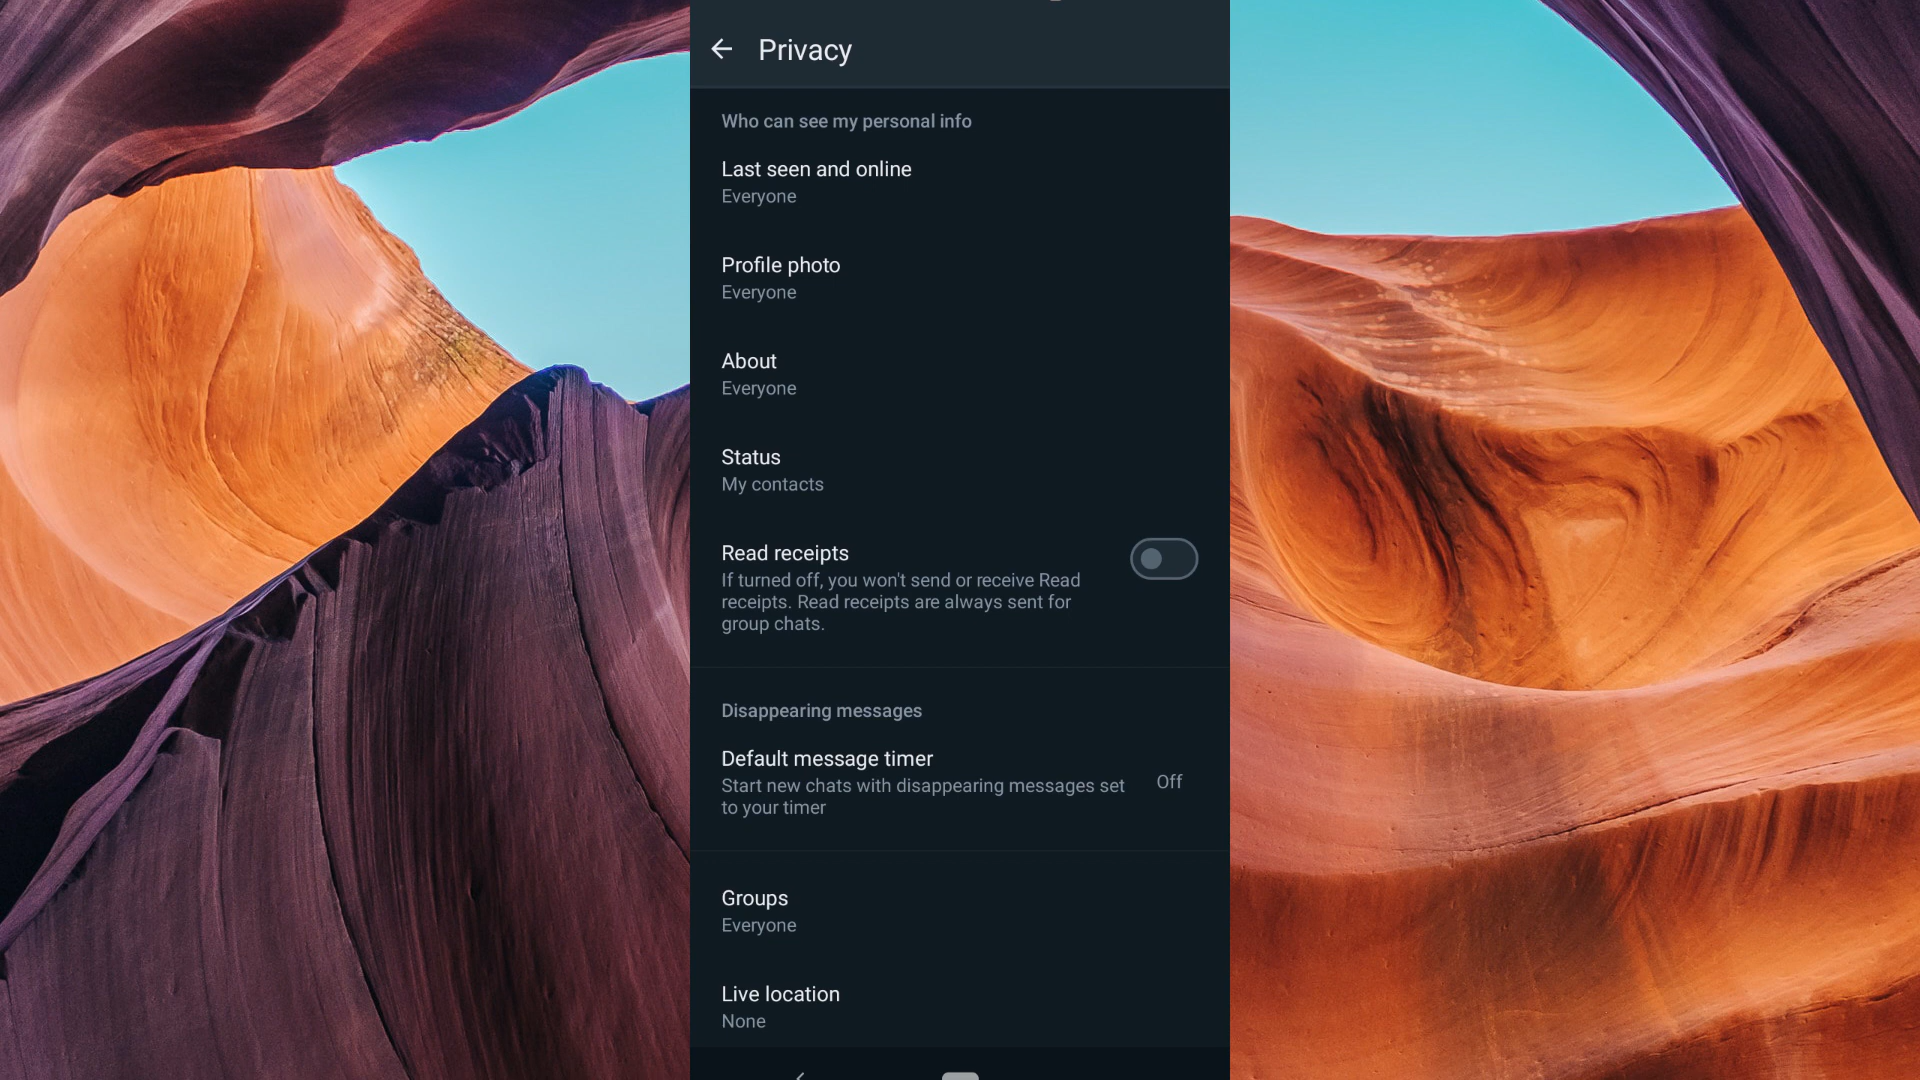 Privacy
Who can see my personal info
Last seen and online
Everyone
Profile photo
Everyone
About
Everyone
Status
My contacts
Read receipts
If turned off, you won't send or receive Read
receipts. Read receipts are always sent for
group chats.
Disappearing messages
Default message timer
Start new chats with disappearing messages set
to your timer
Off
Groups
Everyone
Live location
None